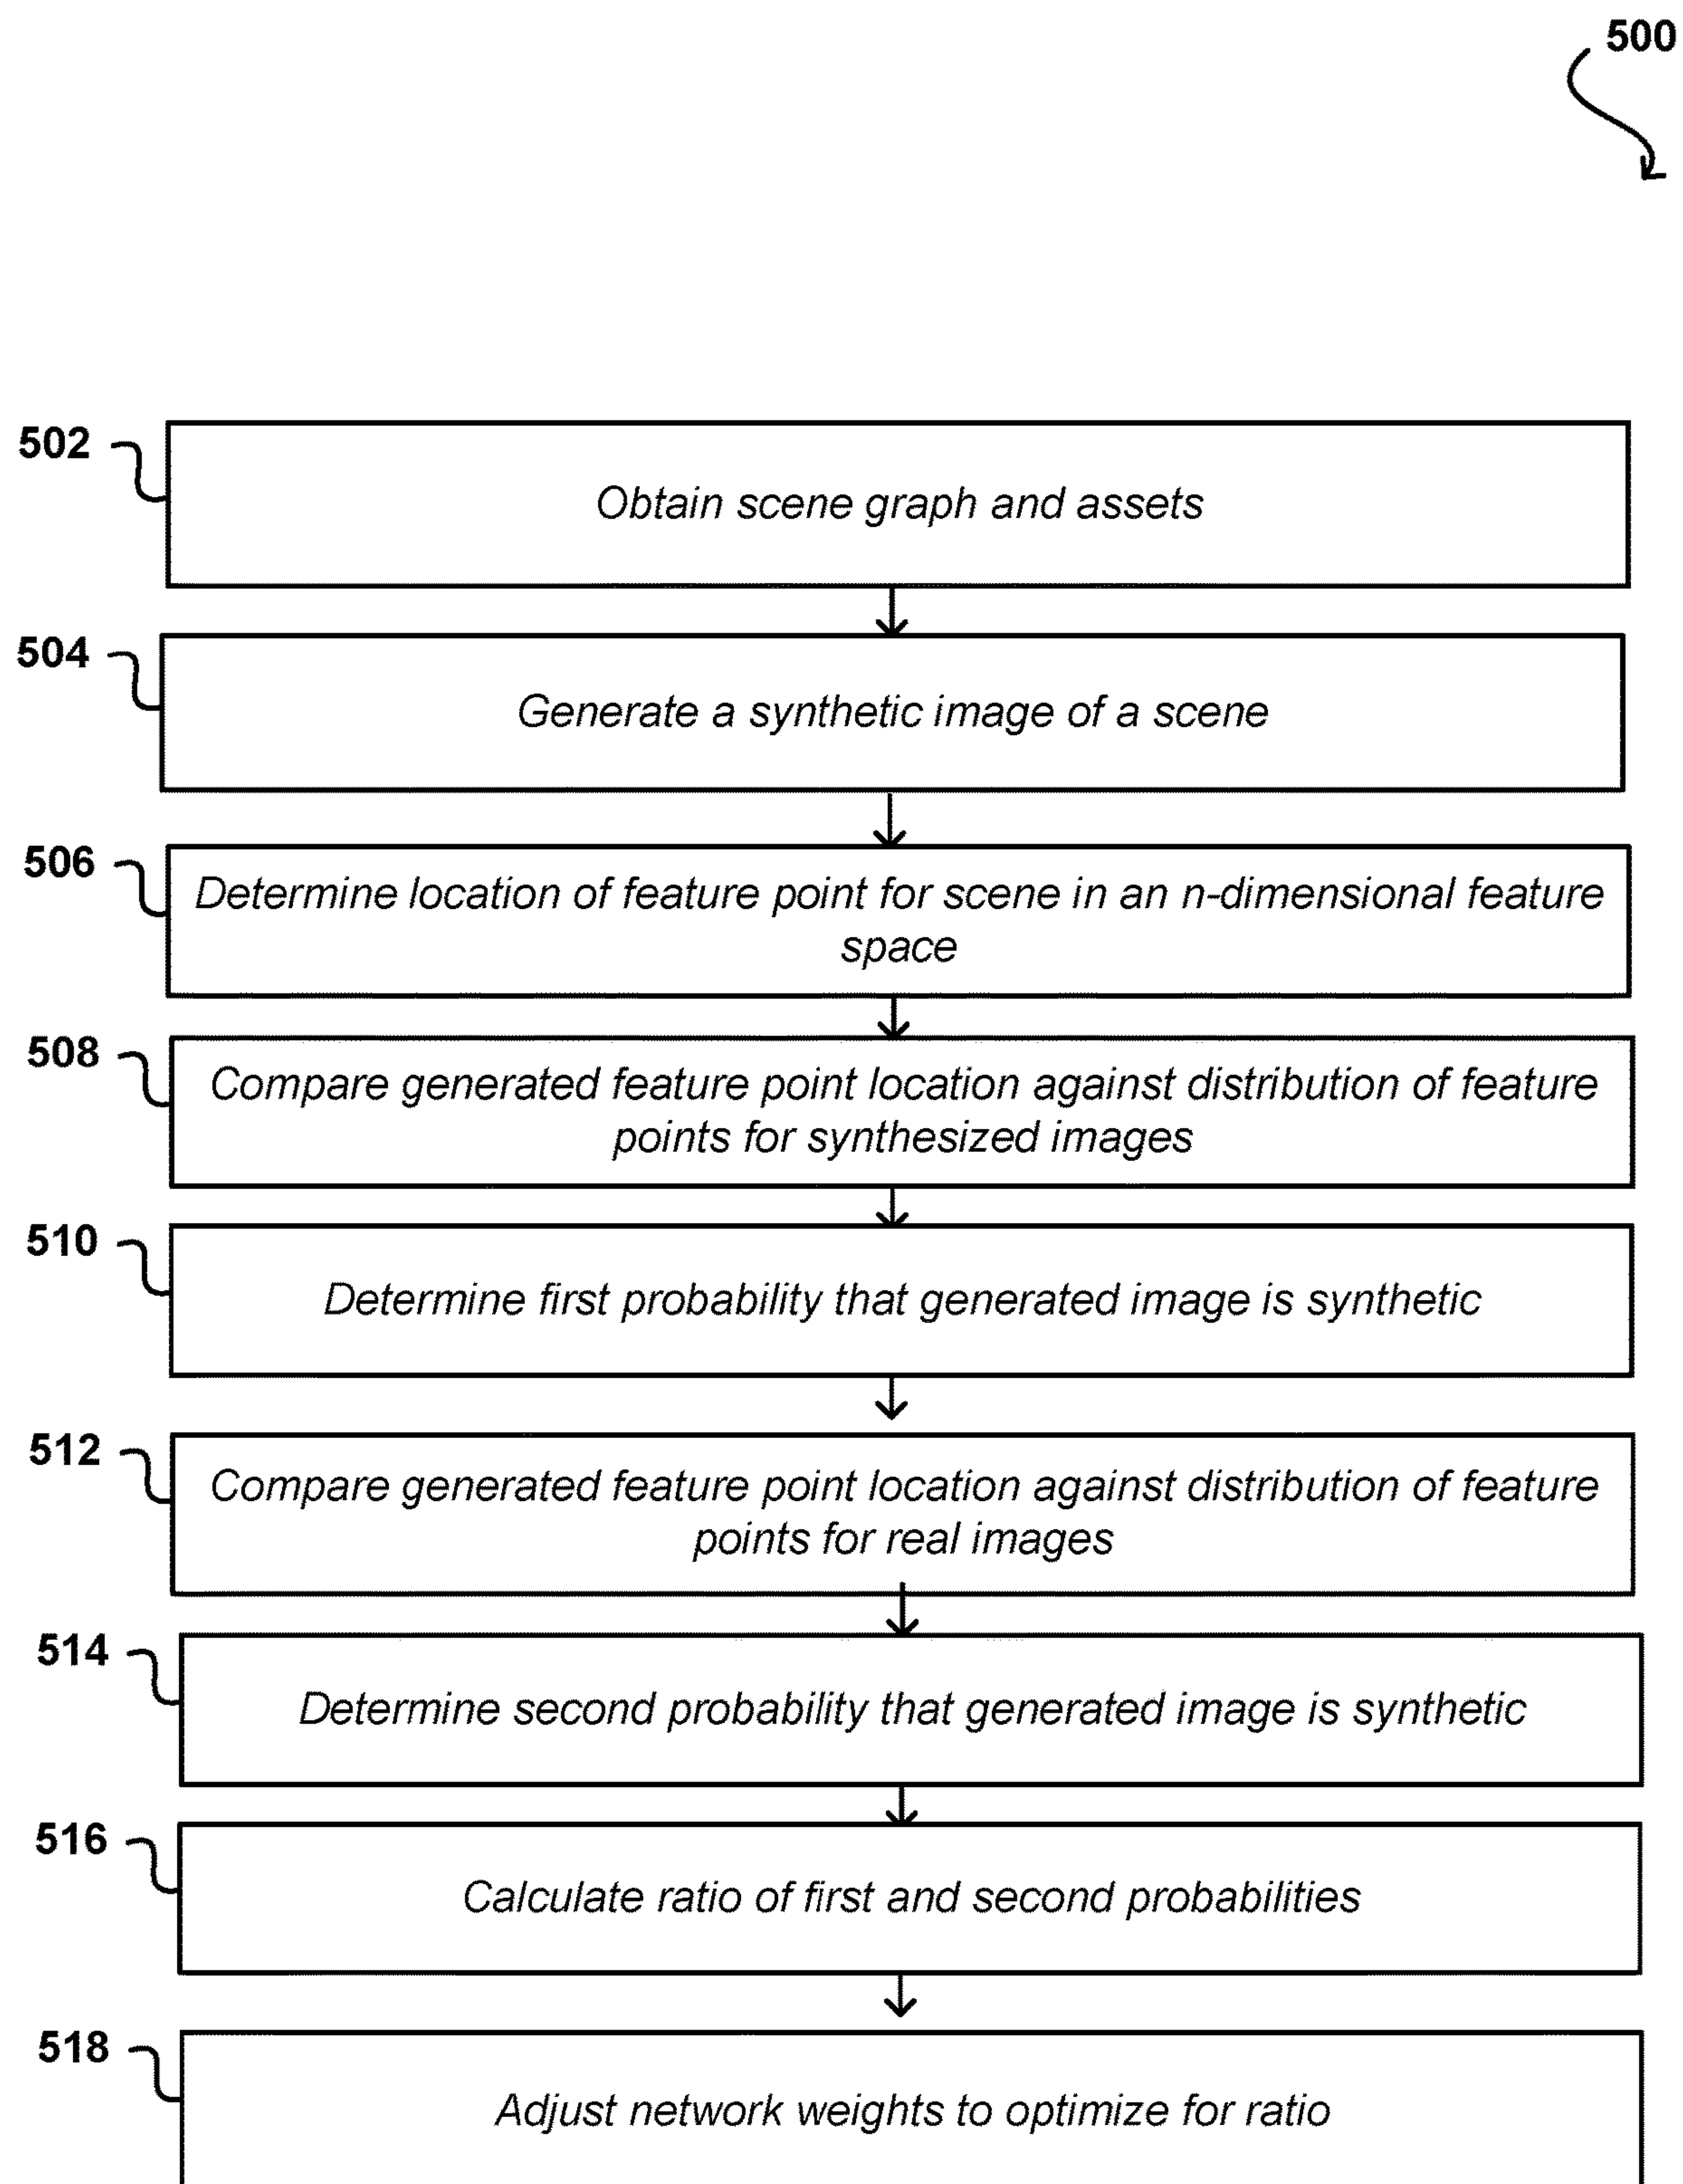 500
502
Obtain scene graph and assets
504
Generate a synthetic image of a scene
506
Determine location of feature point for scene in an n-dimensional feature
space
508
Compare generated feature point location against distribution of feature
points for synthesized images
510
Determine first probability that generated image is synthetic
512
Compare generated feature point location against distribution of feature
points for real images
514
Determine second probability that generated image is synthetic
516
Calculate ratio of first and second probabilities
518
Adjust network weights to optimize for ratio